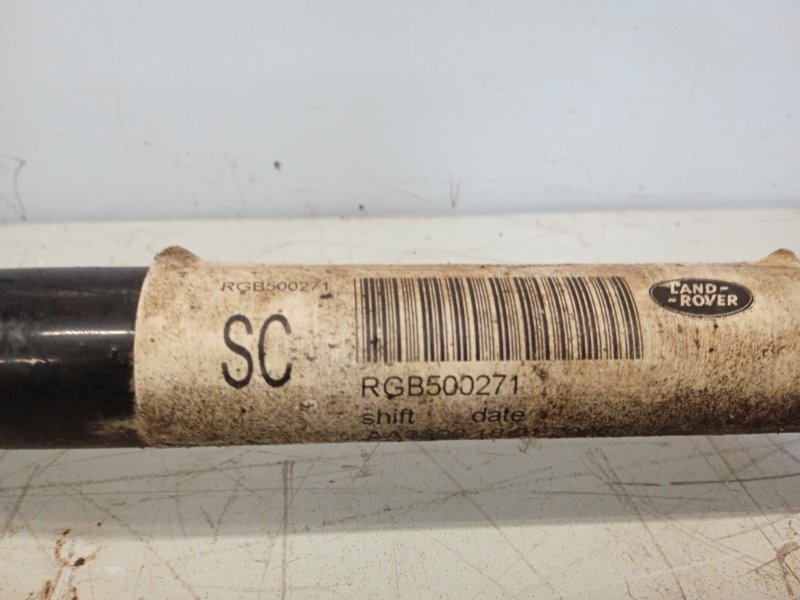 RGB500271
SC
LAND-
-ROVER
RGB500271
shift date